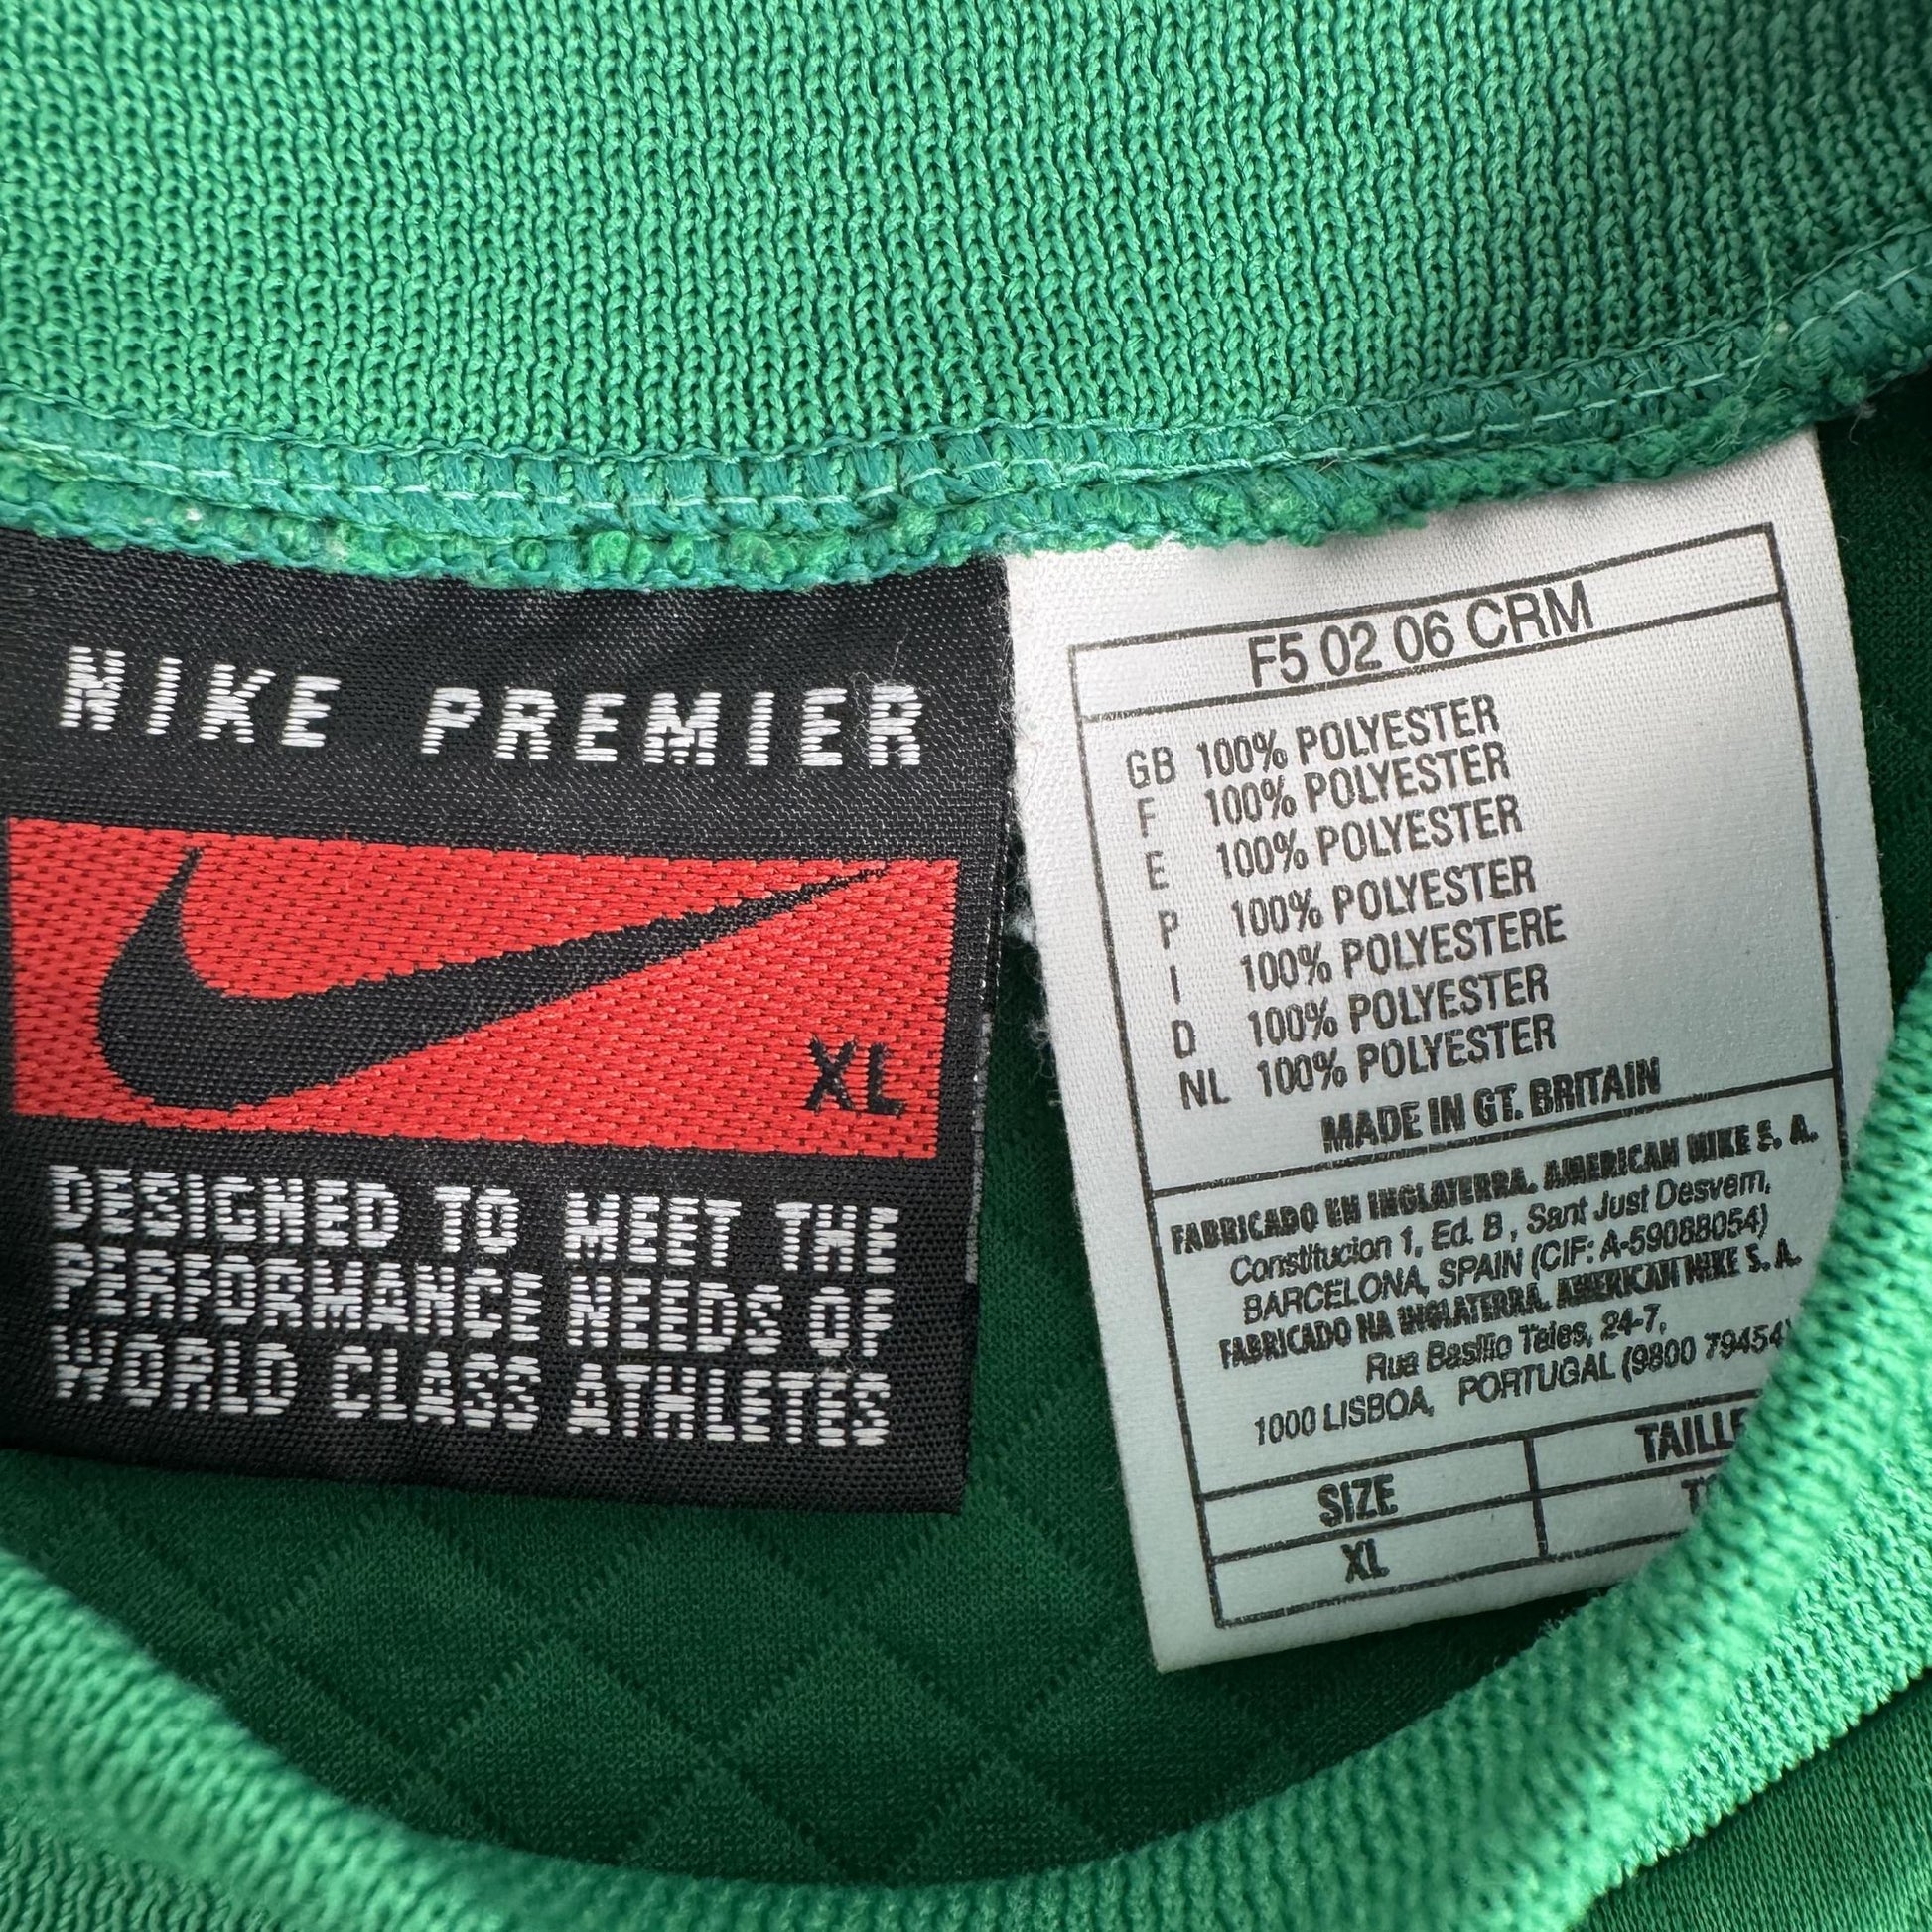 NIKE PREMIER
XL
DESIGNED TO MEET THE
PERFORMANCE NEEDS OF
WORLD CLASS ATHLETES
F5 02 06 CRM
GB 100% POLYESTER
F 100% POLYESTER
E 100% POLYESTER
P 100% POLYESTER
I 100% POLYESTERE
D 100% POLYESTER
NL 100% POLYESTER
MADE IN GT. BRITAIN
FABRICADO EN INGLATERRA. AMERICAN NIKE S. A.
Constitucion 1, Ed. B, Sant Just Desvern,
BARCELONA, SPAIN (CIF: A-59088054)
FABRICADO NA INGLATERRA. AMERICAN NIKE S. A.
Rua Basilio Teles, 24-7,
1000 LISBOA, PORTUGAL (9800 79454
SIZE TAILLE
XL